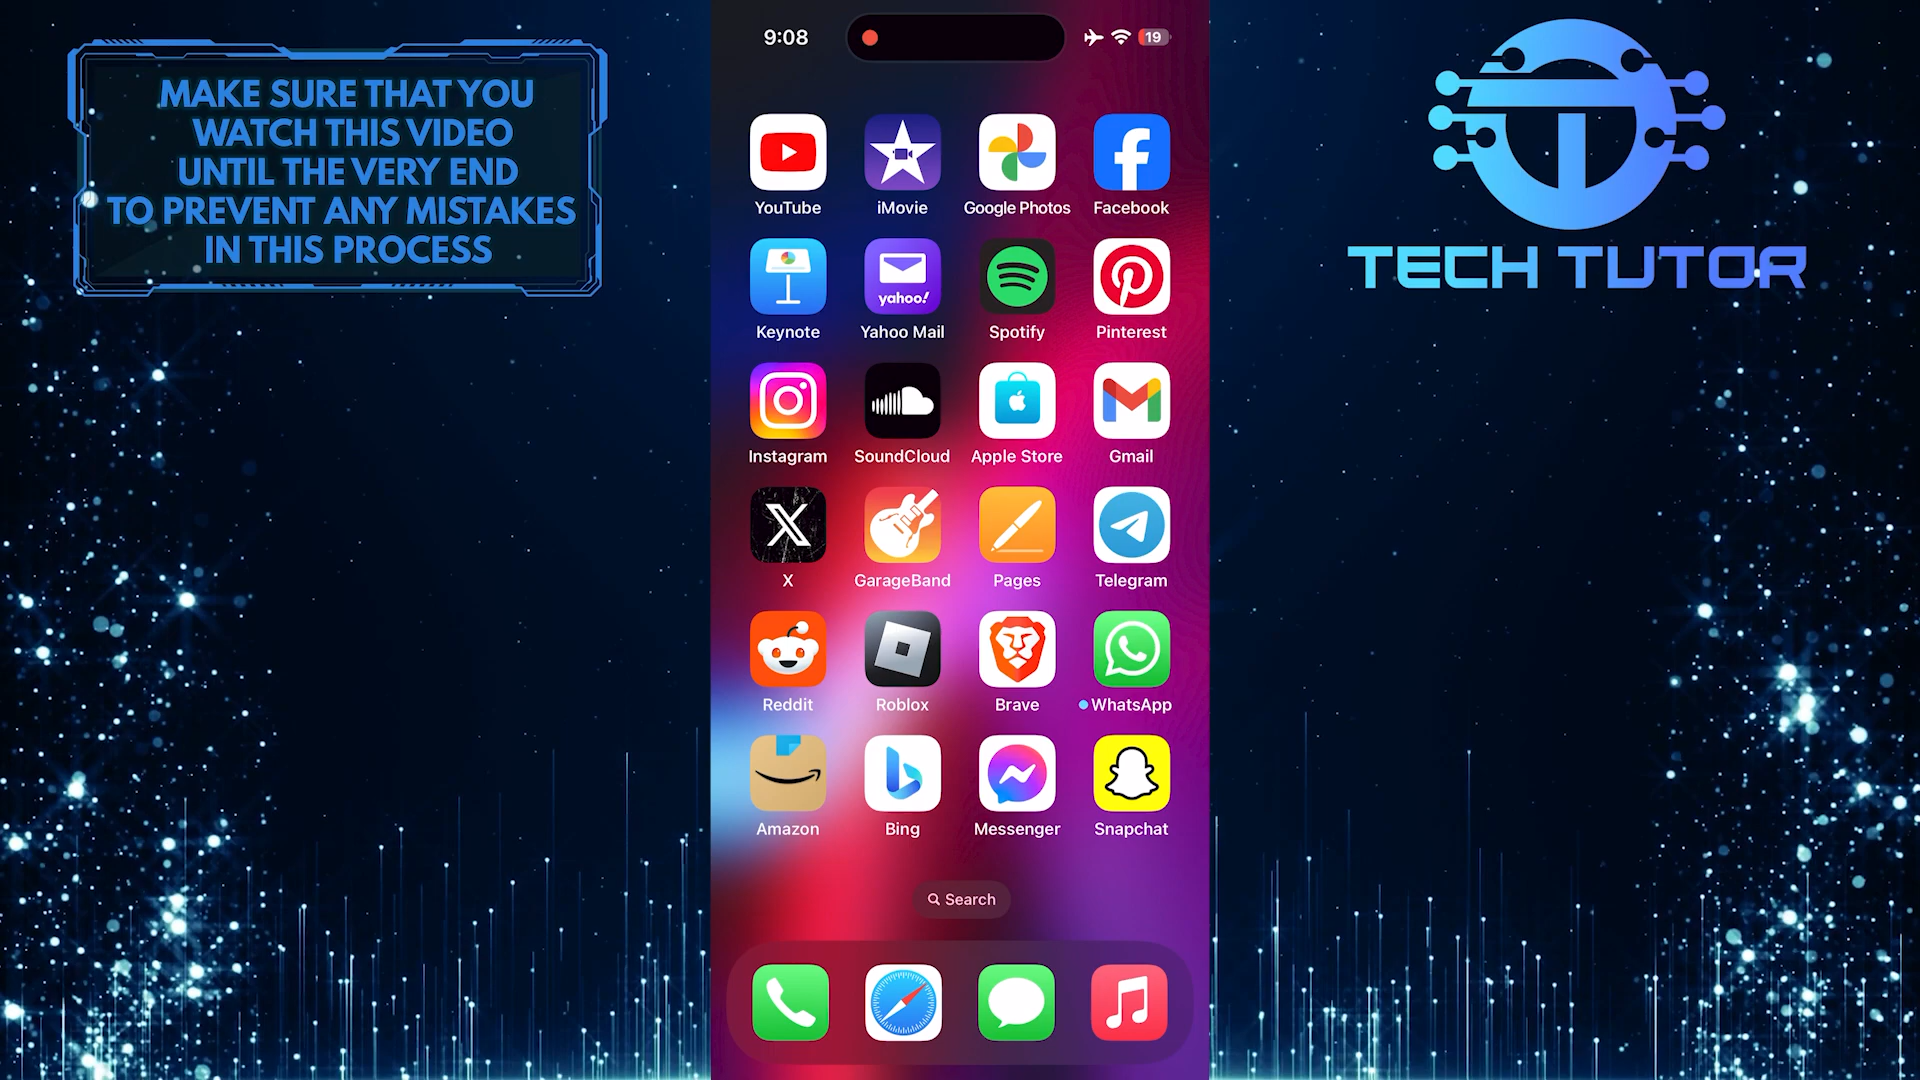 MAKE SURE THAT YOU
WATCH THIS VIDEO
UNTIL THE VERY END
TO PREVENT ANY MISTAKES
IN THIS PROCESS
9:08
19
YouTube
iMovie
Google Photos
Facebook
yahoo!
Keynote
Yahoo Mail
Spotify
Pinterest
Instagram
SoundCloud
Apple Store
Gmail
X
GarageBand
Pages
Telegram
Reddit
Roblox
Brave
WhatsApp
Amazon
Bing
Messenger
Snapchat
Search
TECH TUTOR